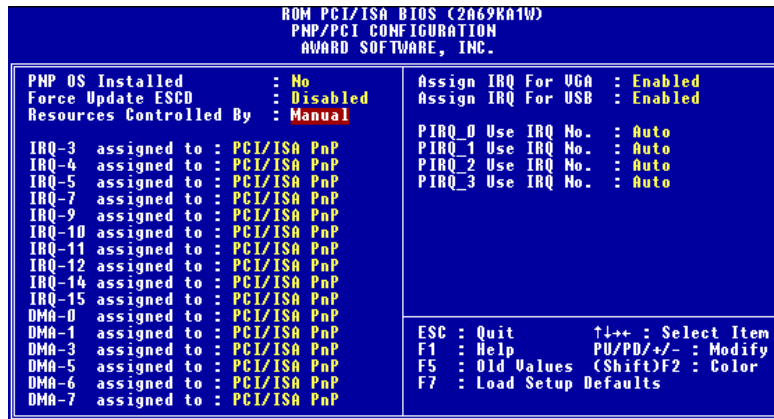 ROM PCI/ISA BIOS (2A69KA1W)
PNP/PCI CONFIGURATION
AWARD SOFTWARE, INC.
PNP OS Installed : No
Force Update ESCD : Disabled
Resources Controlled By : Manual
IRQ-3 assigned to : PCI/ISA PnP
IRQ-4 assigned to : PCI/ISA PnP
IRQ-5 assigned to : PCI/ISA PnP
IRQ-7 assigned to : PCI/ISA PnP
IRQ-9 assigned to : PCI/ISA PnP
IRQ-10 assigned to : PCI/ISA PnP
IRQ-11 assigned to : PCI/ISA PnP
IRQ-12 assigned to : PCI/ISA PnP
IRQ-14 assigned to : PCI/ISA PnP
IRQ-15 assigned to : PCI/ISA PnP
DMA-0 assigned to : PCI/ISA PnP
DMA-1 assigned to : PCI/ISA PnP
DMA-3 assigned to : PCI/ISA PnP
DMA-5 assigned to : PCI/ISA PnP
DMA-6 assigned to : PCI/ISA PnP
DMA-7 assigned to : PCI/ISA PnP
Assign IRQ For VGA : Enabled
Assign IRQ For USB : Enabled
PIRQ_0 Use IRQ No. : Auto
PIRQ_1 Use IRQ No. : Auto
PIRQ_2 Use IRQ No. : Auto
PIRQ_3 Use IRQ No. : Auto
ESC : Quit ↑↓→← : Select Item
F1 : Help PU/PD/+/- : Modify
F5 : Old Values (Shift)F2 : Color
F7 : Load Setup Defaults